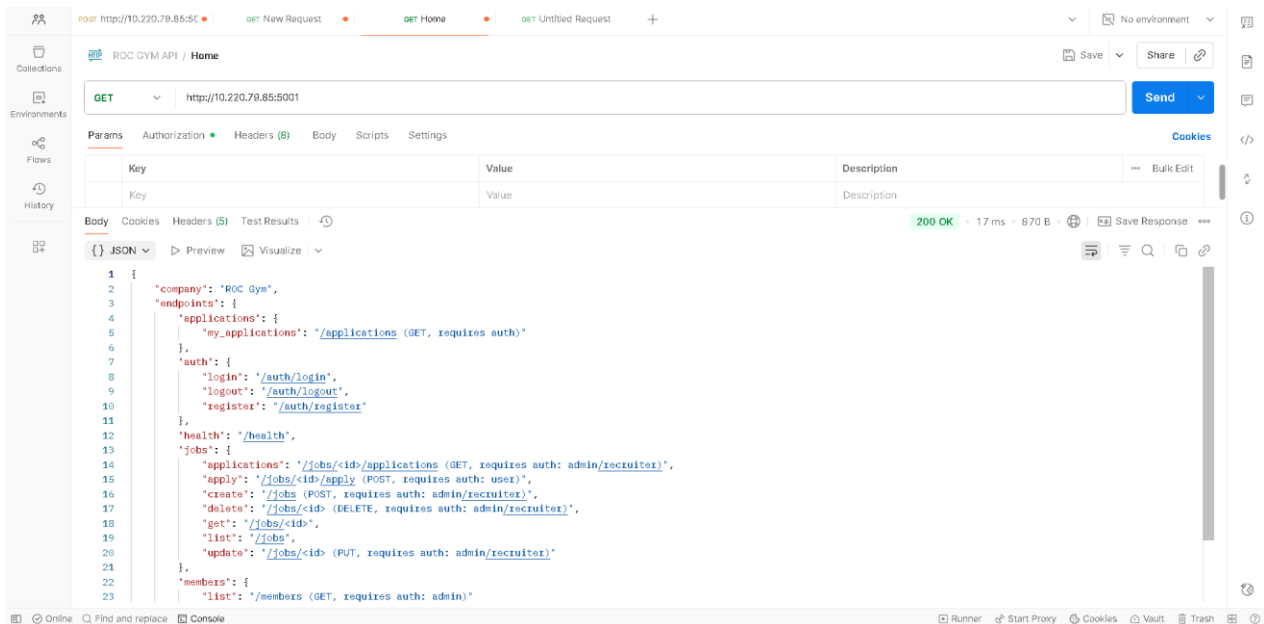 POST http://10.220.79.85:5C
GET New Request
GET Home
GET Untitled Request
No environment
Collections
Environments
Flows
History
HTTP ROC GYM API / Home
Save
Share
GET http://10.220.79.85:5001
Send
Params Authorization Headers (8) Body Scripts Settings
Cookies
Key Value Description Bulk Edit
Key Value Description
Body Cookies Headers (5) Test Results
200 OK 17 ms 870 B Save Response
{} JSON Preview Visualize
1 {
2 "company": "ROC Gym",
3 "endpoints": {
4 "applications": {
5 "my_applications": "/applications (GET, requires auth)"
6 },
7 "auth": {
8 "login": "/auth/login",
9 "logout": "/auth/logout",
10 "register": "/auth/register"
11 },
12 "health": "/health",
13 "jobs": {
14 "applications": "/jobs/<id>/applications (GET, requires auth: admin/recruiter)",
15 "apply": "/jobs/<id>/apply (POST, requires auth: user)",
16 "create": "/jobs (POST, requires auth: admin/recruiter)",
17 "delete": "/jobs/<id> (DELETE, requires auth: admin/recruiter)",
18 "get": "/jobs/<id>",
19 "list": "/jobs",
20 "update": "/jobs/<id> (PUT, requires auth: admin/recruiter)"
21 },
22 "members": {
23 "list": "/members (GET, requires auth: admin)"
Online Find and replace Console
Runner Start Proxy Cookies Vault Trash